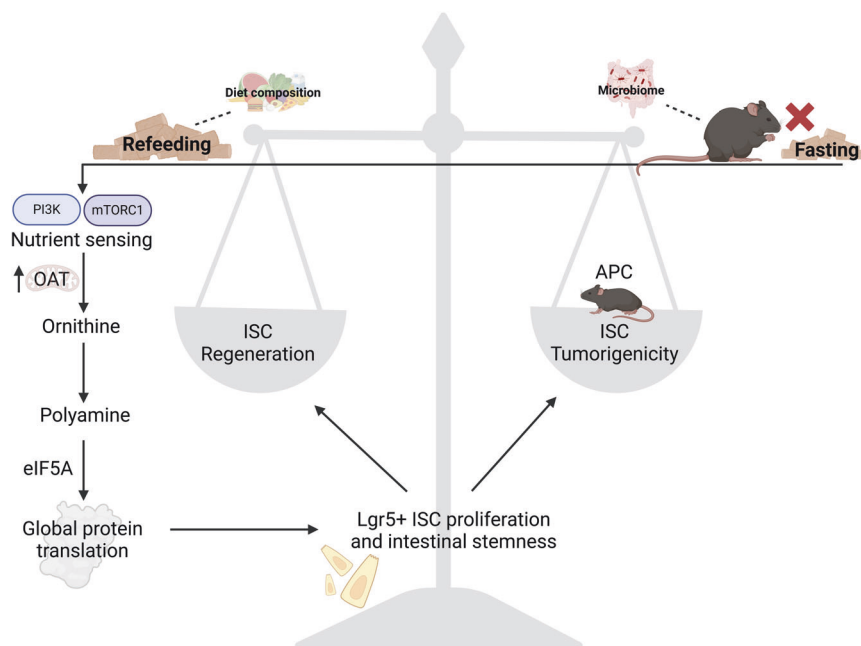 Diet composition
Microbiome
Refeeding
Fasting
PI3K
mTORC1
Nutrient sensing
OAT
Ornithine
Polyamine
eIF5A
Global protein
translation
ISC
Regeneration
APC
ISC
Tumorigenicity
Lgr5+ ISC proliferation
and intestinal stemness